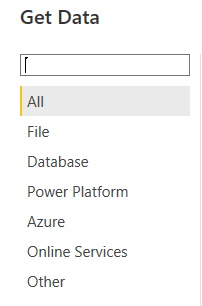 Get Data
All
File
Database
Power Platform
Azure
Online Services
Other